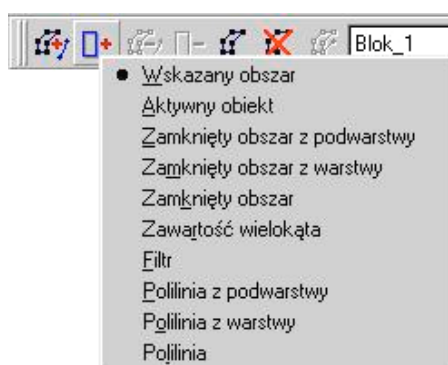 Blok_1
Wskazany obszar
Aktywny obiekt
Zamknięty obszar z podwarstwy
Zamknięty obszar z warstwy
Zamknięty obszar
Zawartość wielokąta
Filtr
Polilinia z podwarstwy
Polilinia z warstwy
Polilinia